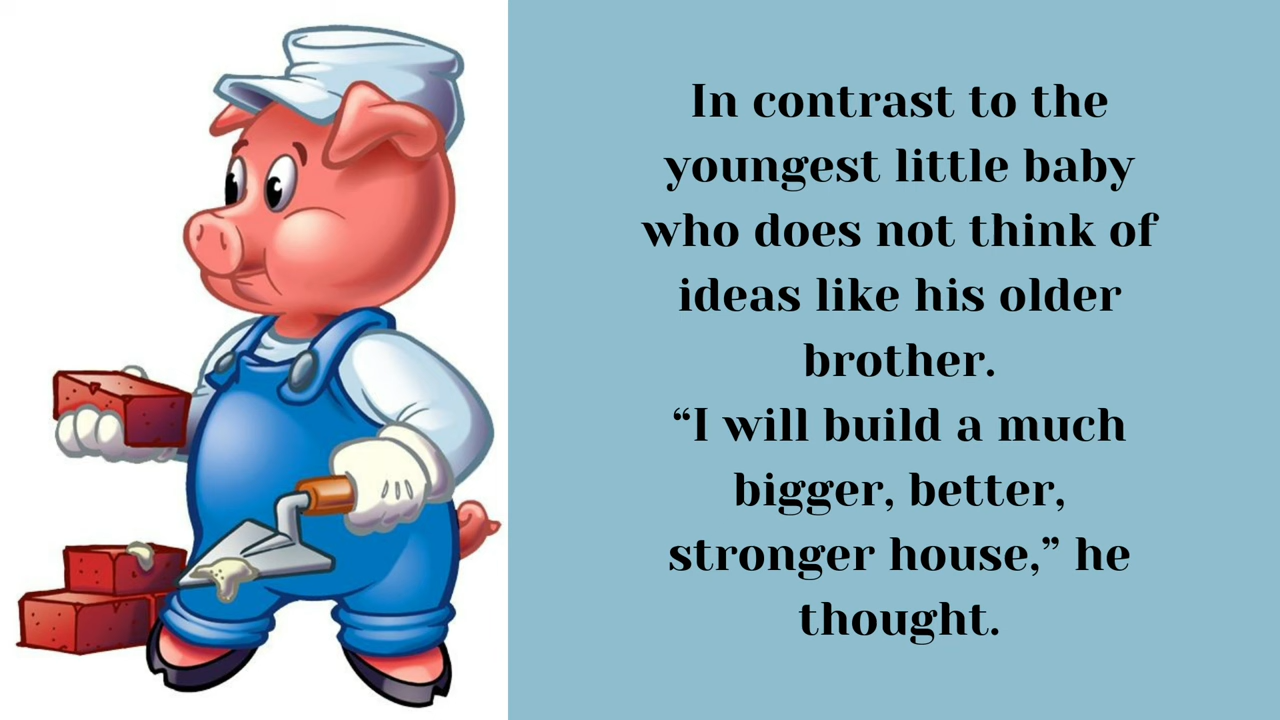 In contrast to the
youngest little baby
who does not think of
ideas like his older
brother.
“I will build a much
bigger, better,
stronger house,” he
thought.